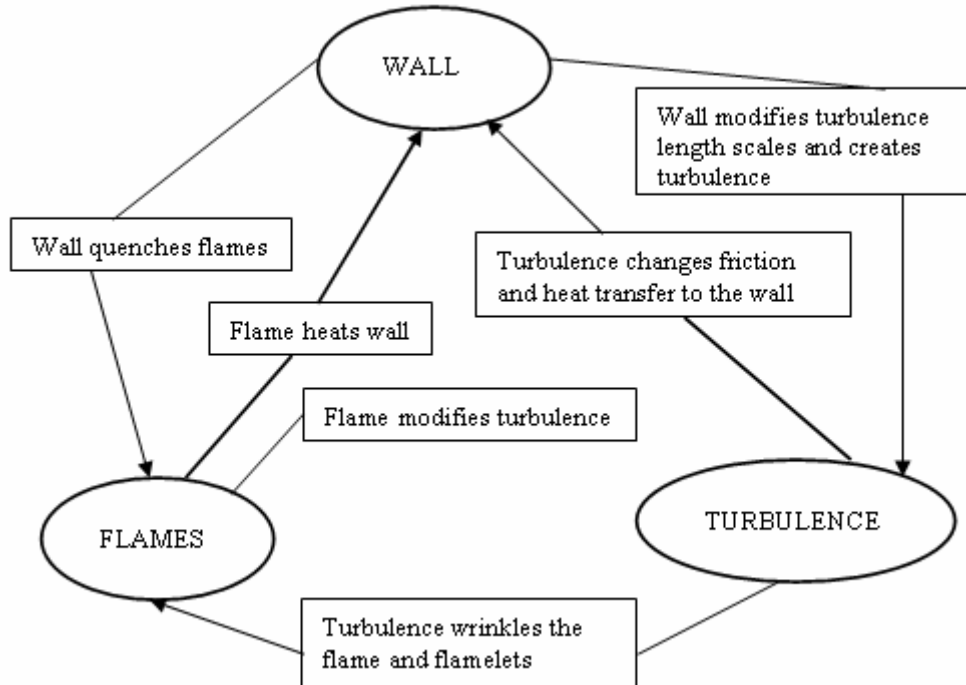 WALL
Wall modifies turbulence
length scales and creates
turbulence
Wall quenches flames
Turbulence changes friction
and heat transfer to the wall
Flame heats wall
Flame modifies turbulence
FLAMES
TURBULENCE
Turbulence wrinkles the
flame and flamelets